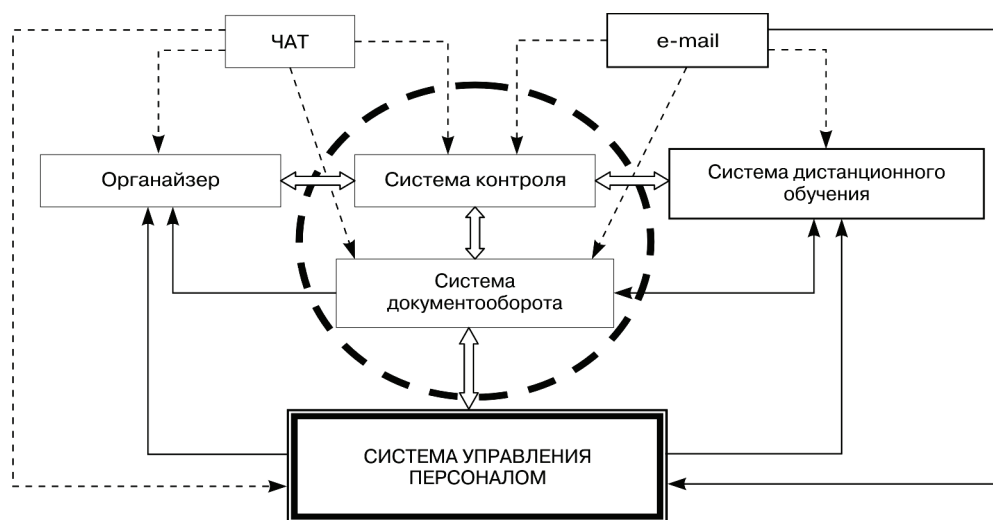 ЧАТ
e-mail
Органайзер
Система контроля
Система дистанционного
обучения
Система
документооборота
СИСТЕМА УПРАВЛЕНИЯ
ПЕРСОНАЛОМ